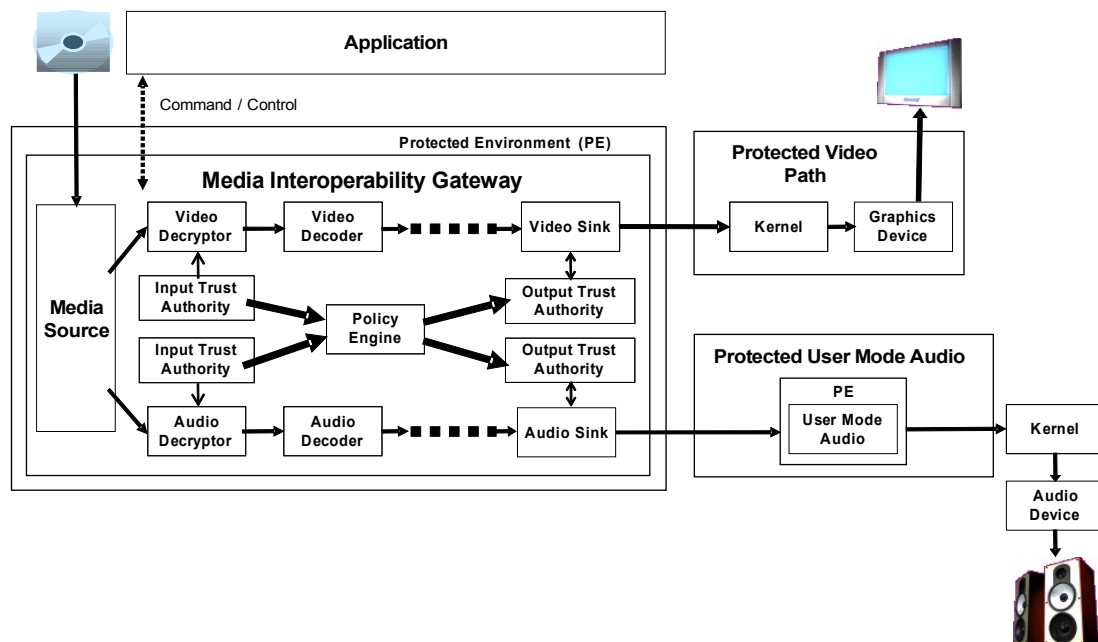 Application
Command / Control
Protected Environment (PE)
Media Interoperability Gateway
Media
Source
Video
Decryptor
Video
Decoder
Video Sink
Input Trust
Authority
Output Trust
Authority
Policy
Engine
Input Trust
Authority
Output Trust
Authority
Audio
Decryptor
Audio
Decoder
Audio Sink
Protected Video
Path
Kernel
Graphics
Device
Protected User Mode Audio
PE
User Mode
Audio
Kernel
Audio
Device